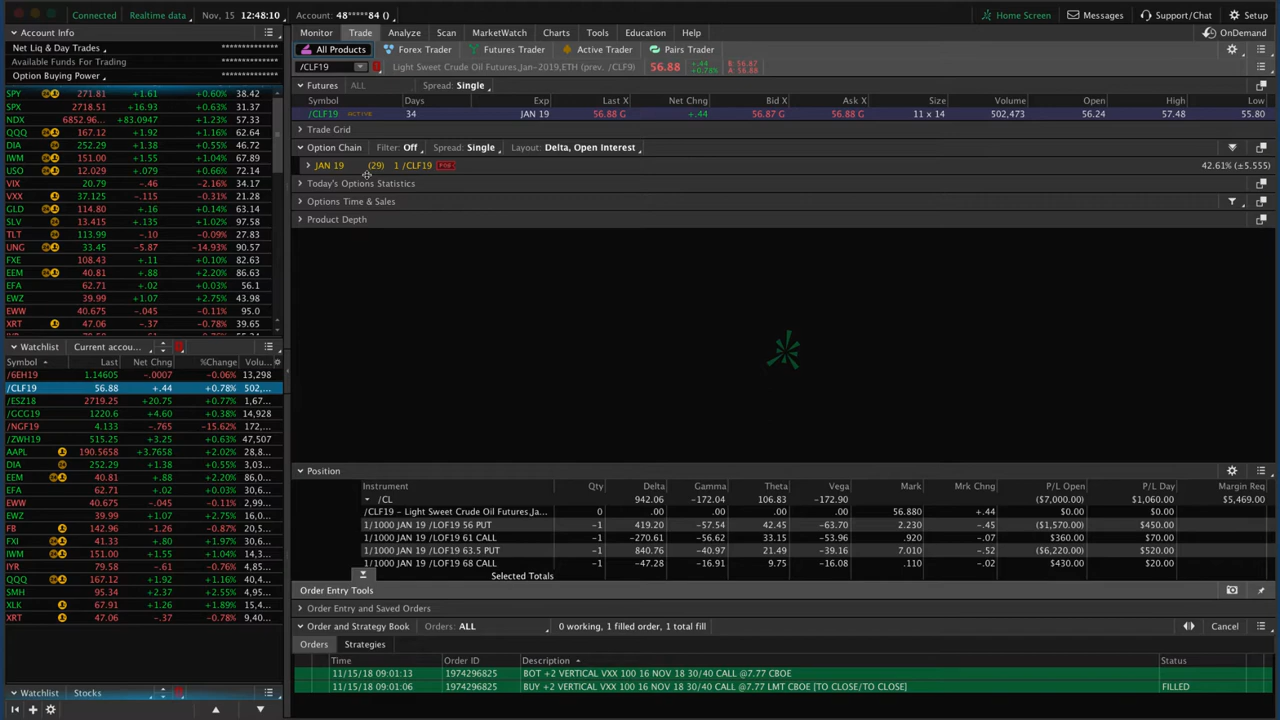 Connected Realtime data Nov, 15 12:48:10 Account: 48*****84 () Home Screen Messages Support/Chat Setup
Account Info
Net Liq & Day Trades **************
Available Funds For Trading **************
Option Buying Power **************
SPY 271.81 +1.61 +0.60% 38.42
SPX 2718.51 +16.93 +0.63% 31.37
NDX 6852.96... +83.0947 +1.23% 57.33
QQQ 167.12 +1.92 +1.16% 62.64
DIA 252.29 +1.38 +0.55% 46.72
IWM 151.00 +1.55 +1.04% 67.89
USO 12.029 +.079 +0.66% 72.14
VIX 20.79 -.46 -2.16% 34.17
VXX 37.125 -.115 -0.31% 21.28
GLD 114.80 +.16 +0.14% 63.14
SLV 13.415 +.135 +1.02% 97.58
TLT 113.99 -.10 -0.09% 27.83
UNG 33.45 -5.87 -14.93% 90.57
FXE 108.43 +.11 +0.10% 63.18
EEM 40.81 +.88 +2.20% 86.63
EFA 62.71 +.02 +0.03% 56.1
EWZ 39.99 +1.07 +2.75% 43.98
EWW 40.675 -.045 -0.11% 95.0
XRT 47.06 -.37 -0.78% 39.65
Watchlist Current accou...
Symbol Last Net Chng %Change Volu...
/6EH19 1.14605 -.0007 -0.06% 13,298
/CLF19 56.88 +.44 +0.78% 502,...
/ESZ18 2719.25 +20.75 +0.77% 1,67...
/GCG19 1220.6 +4.60 +0.38% 14,928
/NGF19 4.133 -.765 -15.62% 172,...
/ZWH19 515.25 +3.25 +0.63% 47,507
AAPL 190.5658 +3.7658 +2.02% 28,8...
DIA 252.29 +1.38 +0.55% 3,03...
EEM 40.81 +.88 +2.20% 86,0...
EFA 62.71 +.02 +0.03% 30,6...
EWW 40.675 -.045 -0.11% 2,99...
EWZ 39.99 +1.07 +2.75% 23,9...
FB 142.96 -1.26 -0.87% 30,5...
FXI 41.33 +.80 +1.97% 30,6...
IWM 151.00 +1.55 +1.04% 14,3...
IYR 79.58 -.61 -0.76% 4,85...
QQQ 167.12 +1.92 +1.16% 40,4...
SMH 95.34 +2.37 +2.55% 4,95...
XLK 67.91 +1.26 +1.89% 15,4...
XRT 47.06 -.37 -0.78% 9,40...
Watchlist Stocks
Monitor Trade Analyze Scan MarketWatch Charts Tools Education Help OnDemand
All Products Forex Trader Futures Trader Active Trader Pairs Trader
/CLF19 Light Sweet Crude Oil Futures,Jan-2019,ETH (prev. /CLF9) 56.88 +.44 +0.78% B: 56.87 A: 56.88
Futures ALL Spread: Single
Symbol Days Exp Last X Net Chng Bid X Ask X Size Volume Open High Low
/CLF19 ACTIVE 34 JAN 19 56.88 G +.44 56.87 G 56.88 G 11 x 14 502,473 56.24 57.48 55.80
Trade Grid
Option Chain Filter: Off Spread: Single Layout: Delta, Open Interest
JAN 19 (29) 1 /CLF19 42.61% (±5.555)
Today's Options Statistics
Options Time & Sales
Product Depth
Position
Instrument Qty Delta Gamma Theta Vega Mark Mrk Chng P/L Open P/L Day Margin Req
/CL 942.06 -172.04 106.83 -172.90 ($7,000.00) $1,060.00 $5,469.00
/CLF19 - Light Sweet Crude Oil Futures,Ja... 0 .00 .00 .00 .00 56.880 +.44 $0.00 $0.00
1/1000 JAN 19 /LOF19 56 PUT -1 419.20 -57.54 42.45 -63.70 2.230 -.45 ($1,570.00) $450.00
1/1000 JAN 19 /LOF19 61 CALL -1 -270.61 -56.62 33.15 -53.96 .920 -.07 $360.00 $70.00
1/1000 JAN 19 /LOF19 63.5 PUT -1 840.76 -40.97 21.49 -39.16 7.010 -.52 ($6,220.00) $520.00
1/1000 JAN 19 /LOF19 68 CALL -1 -47.28 -16.91 9.75 -16.08 .110 -.02 $430.00 $20.00
Selected Totals
Order Entry Tools
Order Entry and Saved Orders
Order and Strategy Book Orders: ALL 0 working, 1 filled order, 1 total fill Cancel
Orders Strategies
Time Order ID Description Status
11/15/18 09:01:13 1974296825 BOT +2 VERTICAL VXX 100 16 NOV 18 30/40 CALL @7.77 CBOE
11/15/18 09:01:06 1974296825 BUY +2 VERTICAL VXX 100 16 NOV 18 30/40 CALL @7.77 LMT CBOE [TO CLOSE/TO CLOSE] FILLED